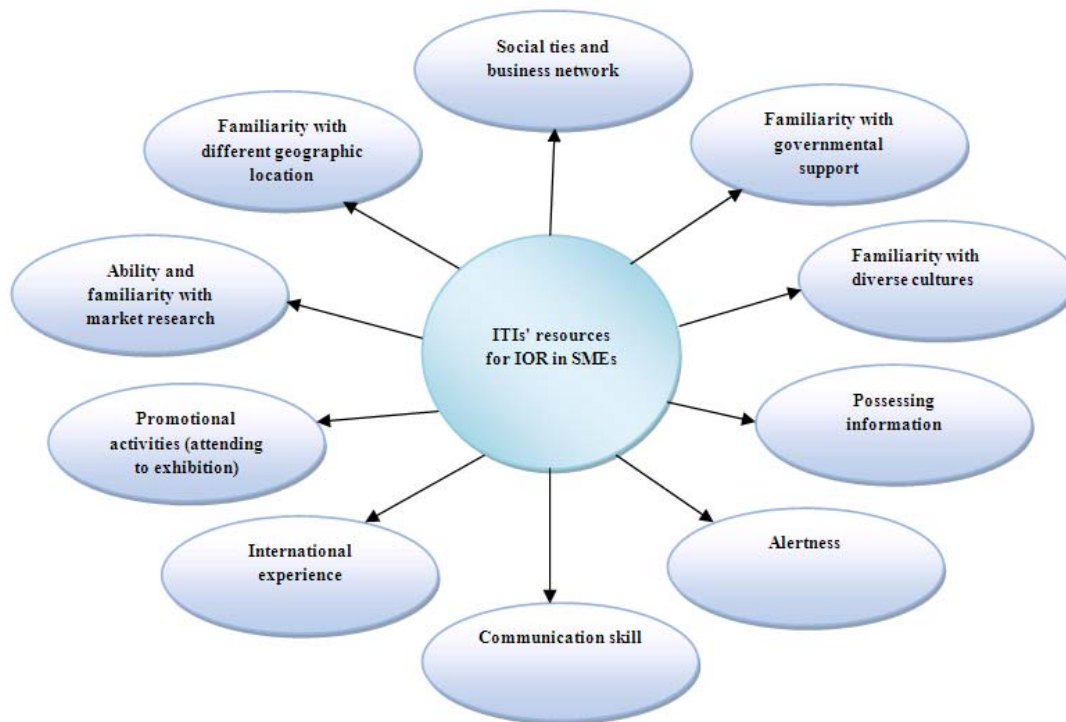 Social ties and
business network
Familiarity with
different geographic
location
Familiarity with
governmental
support
Ability and
familiarity with
market research
Familiarity with
diverse cultures
ITIs' resources
for IOR in SMEs
Promotional
activities (attending
to exhibition)
Possessing
information
International
experience
Alertness
Communication skill